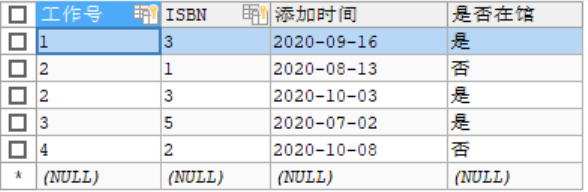 工作号 ISBN 添加时间 是否在馆
1 3 2020-09-16 是
2 1 2020-08-13 否
2 3 2020-10-03 是
3 5 2020-07-02 是
4 2 2020-10-08 否
* (NULL) (NULL) (NULL) (NULL)